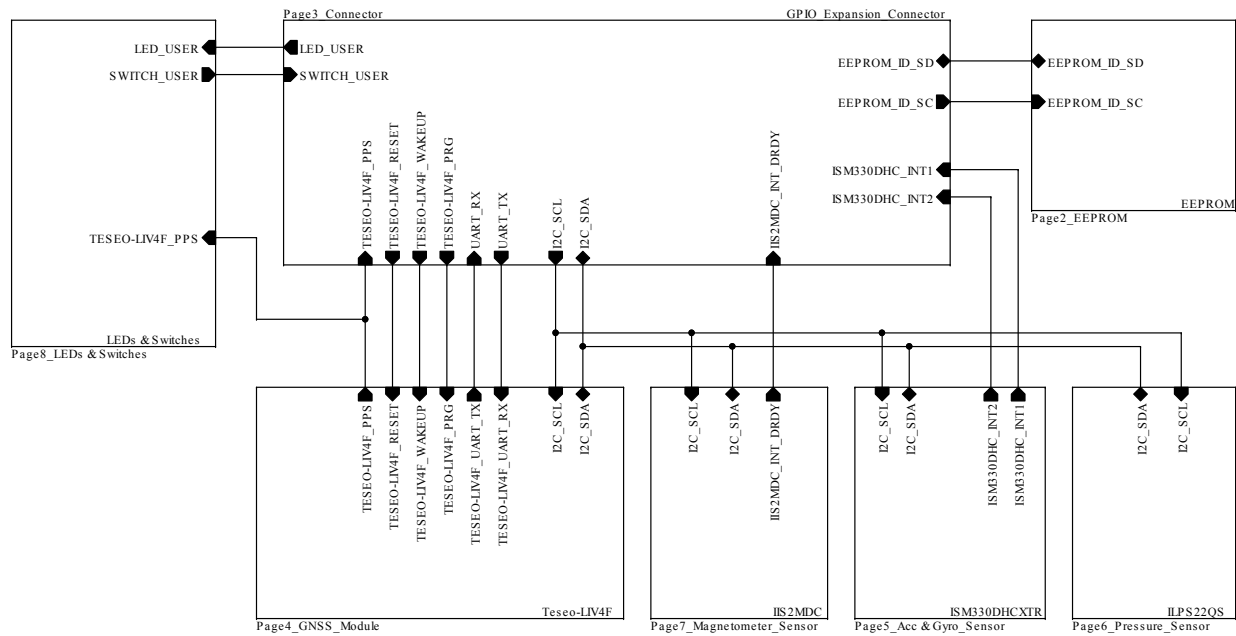 Page3_Connector
GPIO Expansion Connector
LED_USER
SWITCH_USER
TESEO-LIV4F_PPS
LEDs & Switches
Page8_LEDs & Switches
LED_USER
SWITCH_USER
EEPROM_ID_SD
EEPROM_ID_SC
ISM330DHC_INT1
ISM330DHC_INT2
TESEO-LIV4F_PPS
TESEO-LIV4F_RESET
TESEO-LIV4F_WAKEUP
TESEO-LIV4F_PRG
UART_RX
UART_TX
I2C_SCL
I2C_SDA
IIS2MDC_INT_DRDY
EEPROM_ID_SD
EEPROM_ID_SC
EEPROM
Page2_EEPROM
TESEO-LIV4F_PPS
TESEO-LIV4F_RESET
TESEO-LIV4F_WAKEUP
TESEO-LIV4F_PRG
TESEO-LIV4F_UART_TX
TESEO-LIV4F_UART_RX
I2C_SCL
I2C_SDA
Teseo-LIV4F
Page4_GNSS_Module
I2C_SCL
I2C_SDA
IIS2MDC_INT_DRDY
IIS2MDC
Page7_Magnetometer_Sensor
I2C_SCL
I2C_SDA
ISM330DHC_INT2
ISM330DHC_INT1
ISM330DHCXTR
Page5_Acc & Gyro_Sensor
I2C_SDA
I2C_SCL
ILPS22QS
Page6_Pressure_Sensor